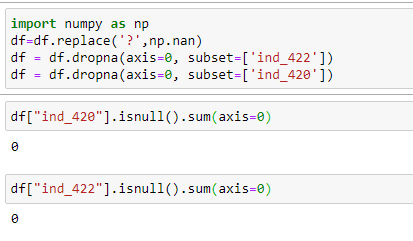 import numpy as np
df=df.replace('?',np.nan)
df = df.dropna(axis=0, subset=['ind_422'])
df = df.dropna(axis=0, subset=['ind_420'])
df["ind_420"].isnull().sum(axis=0)
0
df["ind_422"].isnull().sum(axis=0)
0